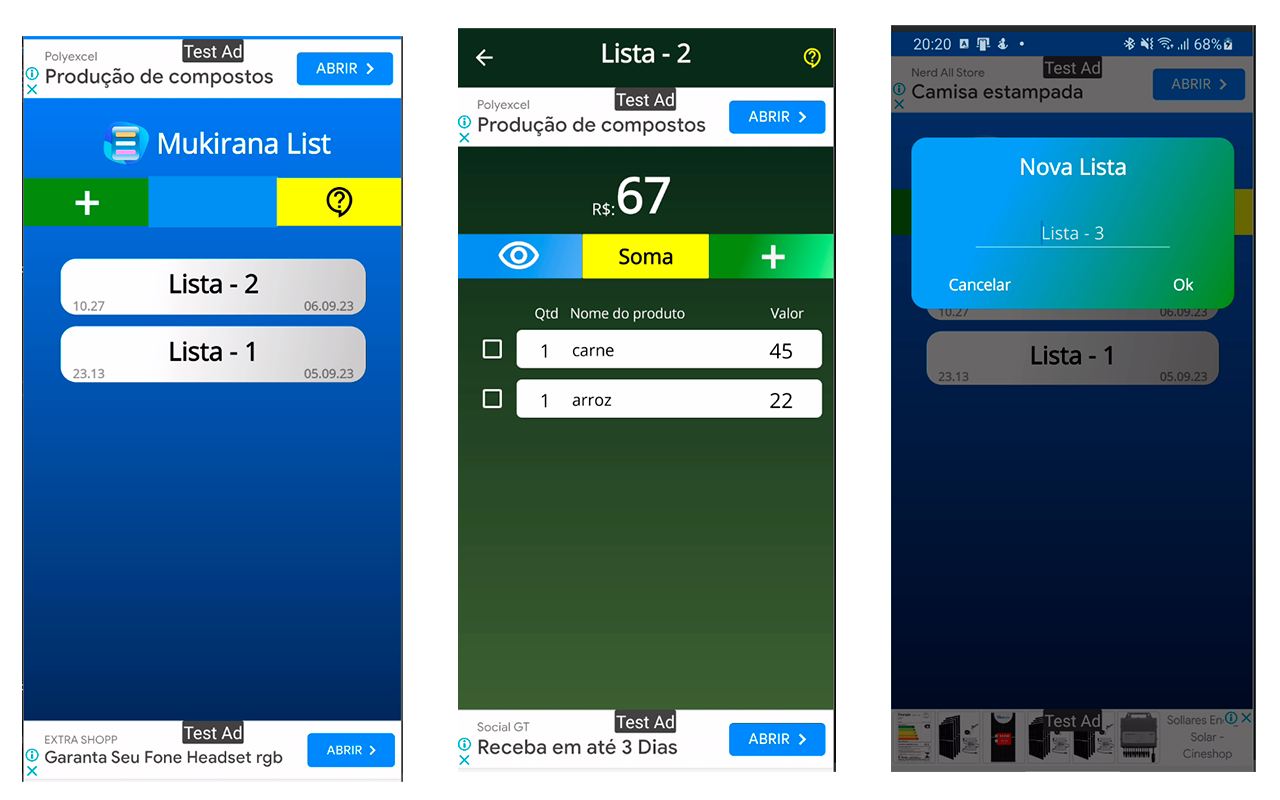 Polyexcel
Test Ad
Produção de compostos
ABRIR
Mukirana List
Lista - 2
10.27
06.09.23
Lista - 1
23.13
05.09.23
EXTRA SHOPP
Test Ad
Garanta Seu Fone Headset rgb
ABRIR
Lista - 2
Polyexcel
Test Ad
Produção de compostos
ABRIR
R$:67
Soma
Qtd Nome do produto Valor
1 carne 45
1 arroz 22
Social GT
Test Ad
Receba em até 3 Dias
ABRIR
20:20
68%
Nerd All Store
Test Ad
Camisa estampada
ABRIR
Nova Lista
Lista - 3
Cancelar
Ok
10.27
06.09.23
Lista - 1
23.13
05.09.23
Test Ad
Sollares En
Solar -
Cineshop